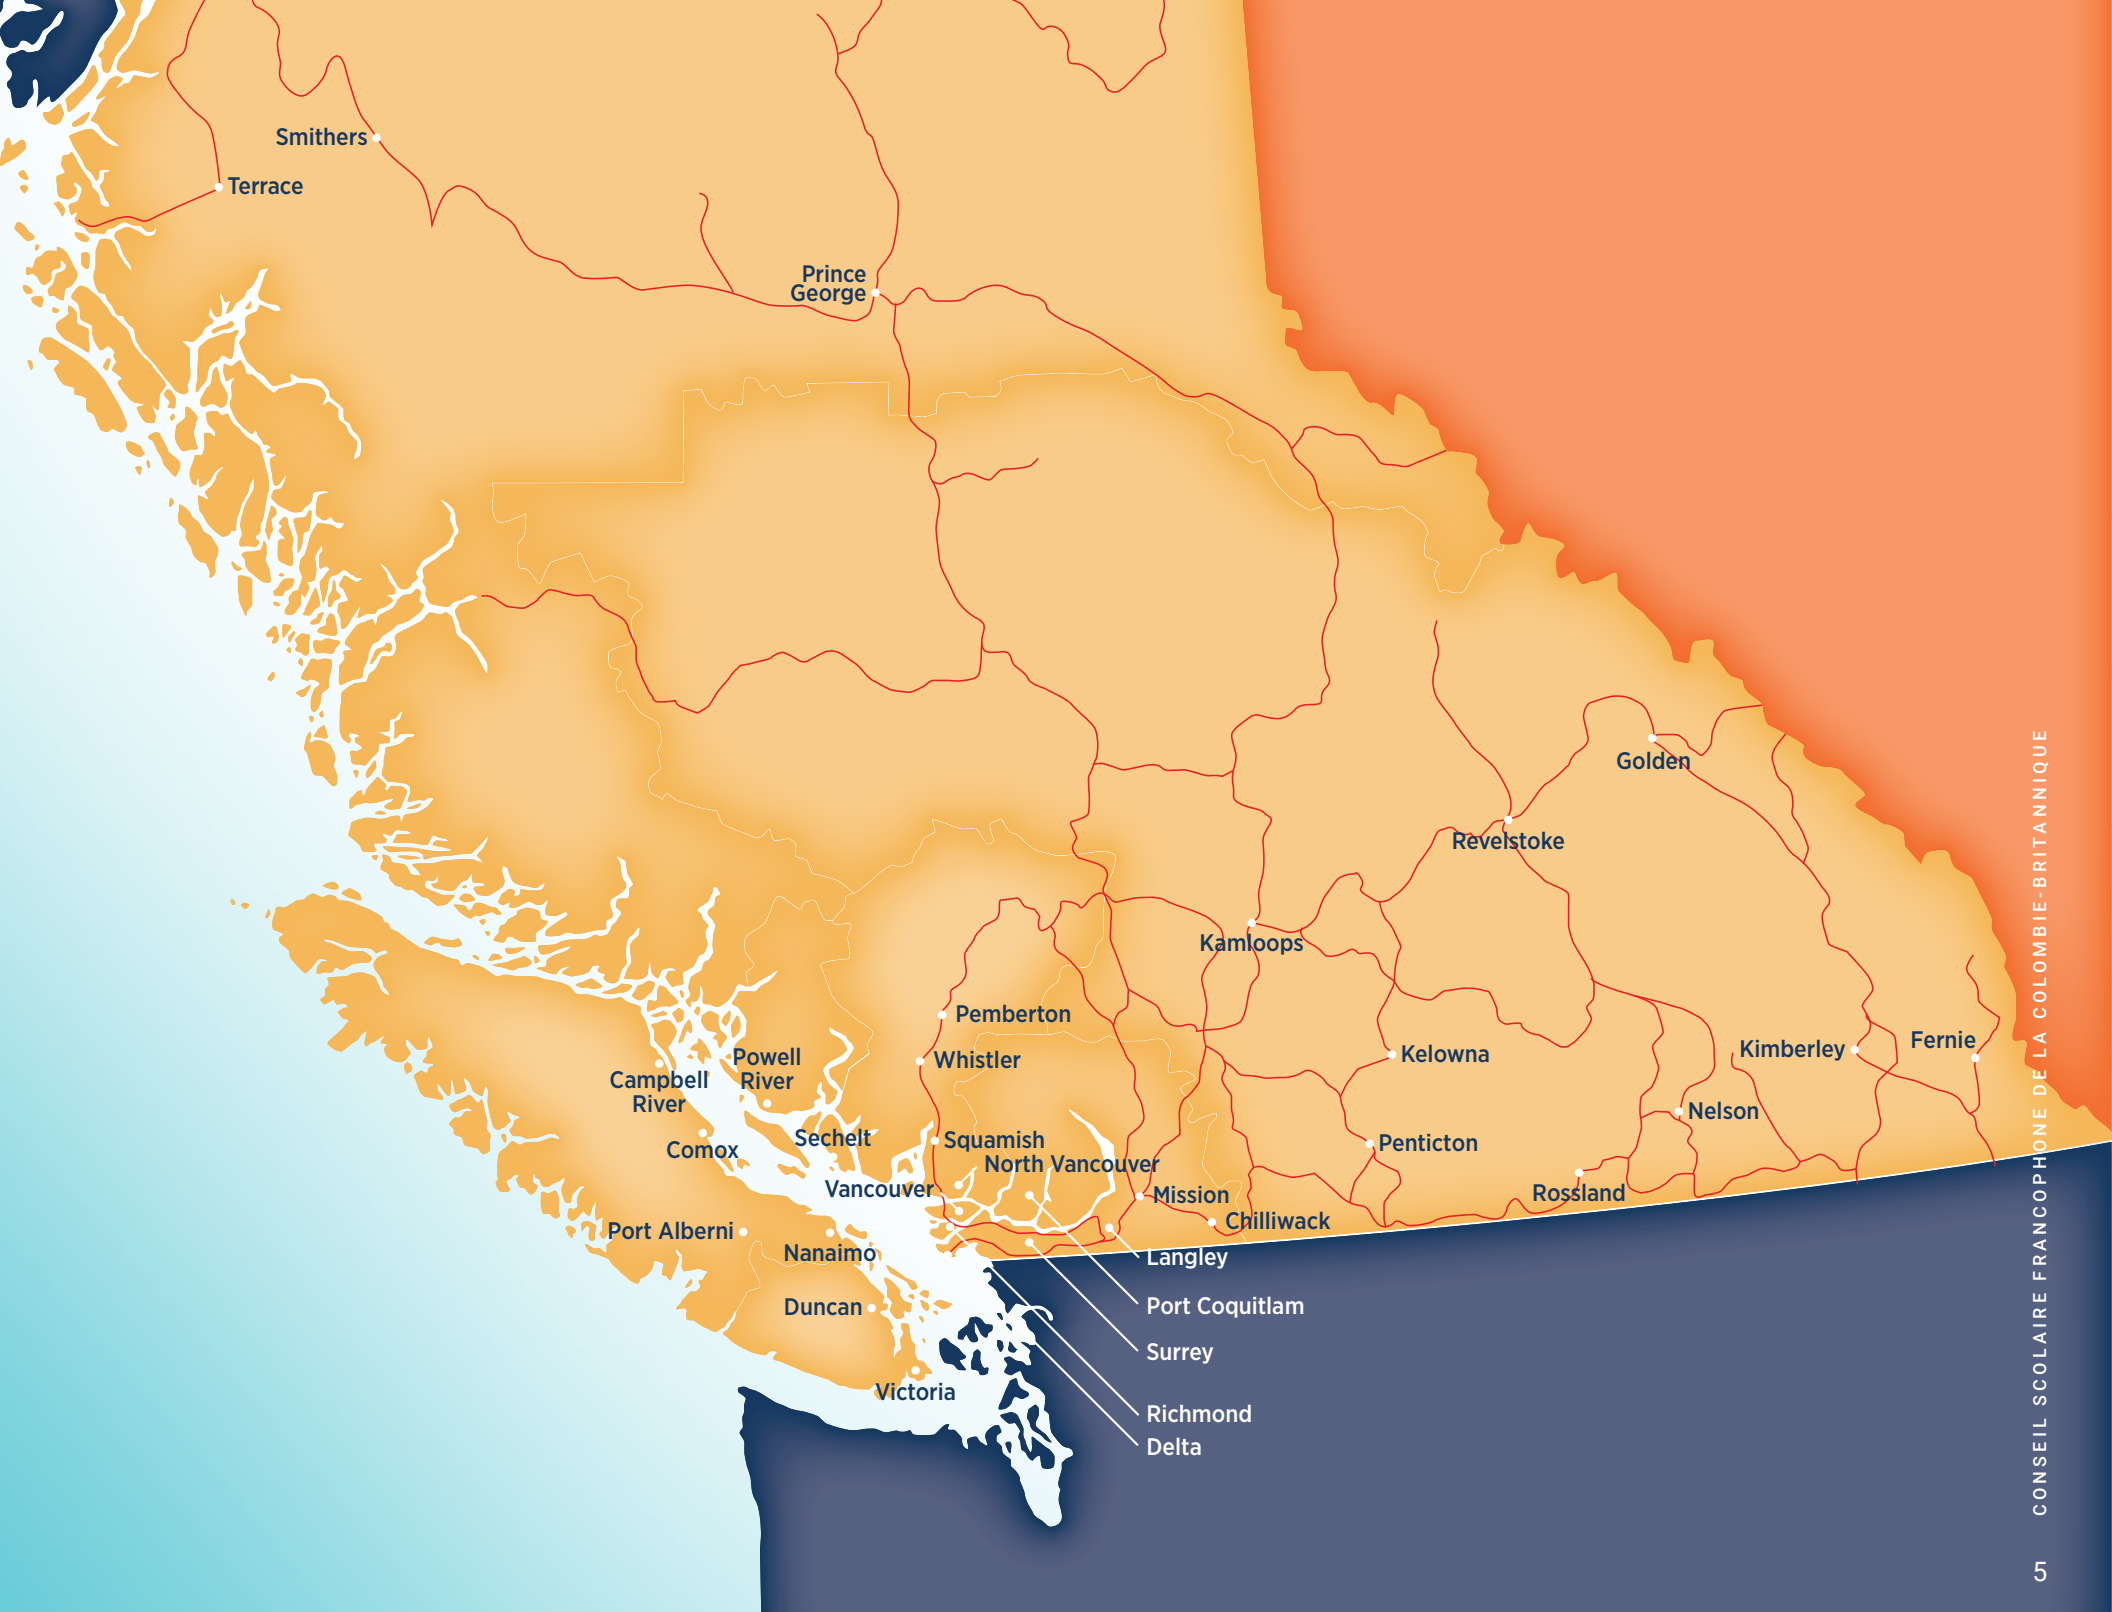 Smithers
Terrace
Prince
George
Golden
Revelstoke
Kamloops
Pemberton
Whistler
Kelowna
Kimberley
Fernie
Powell
River
Campbell
River
Nelson
Comox
Sechelt
Squamish
North Vancouver
Penticton
Vancouver
Mission
Rossland
Chilliwack
Port Alberni
Nanaimo
Langley
Duncan
Port Coquitlam
Surrey
Victoria
Richmond
Delta
CONSEIL SCOLAIRE FRANCOPHONE DE LA COLOMBIE-BRITANNIQUE
5